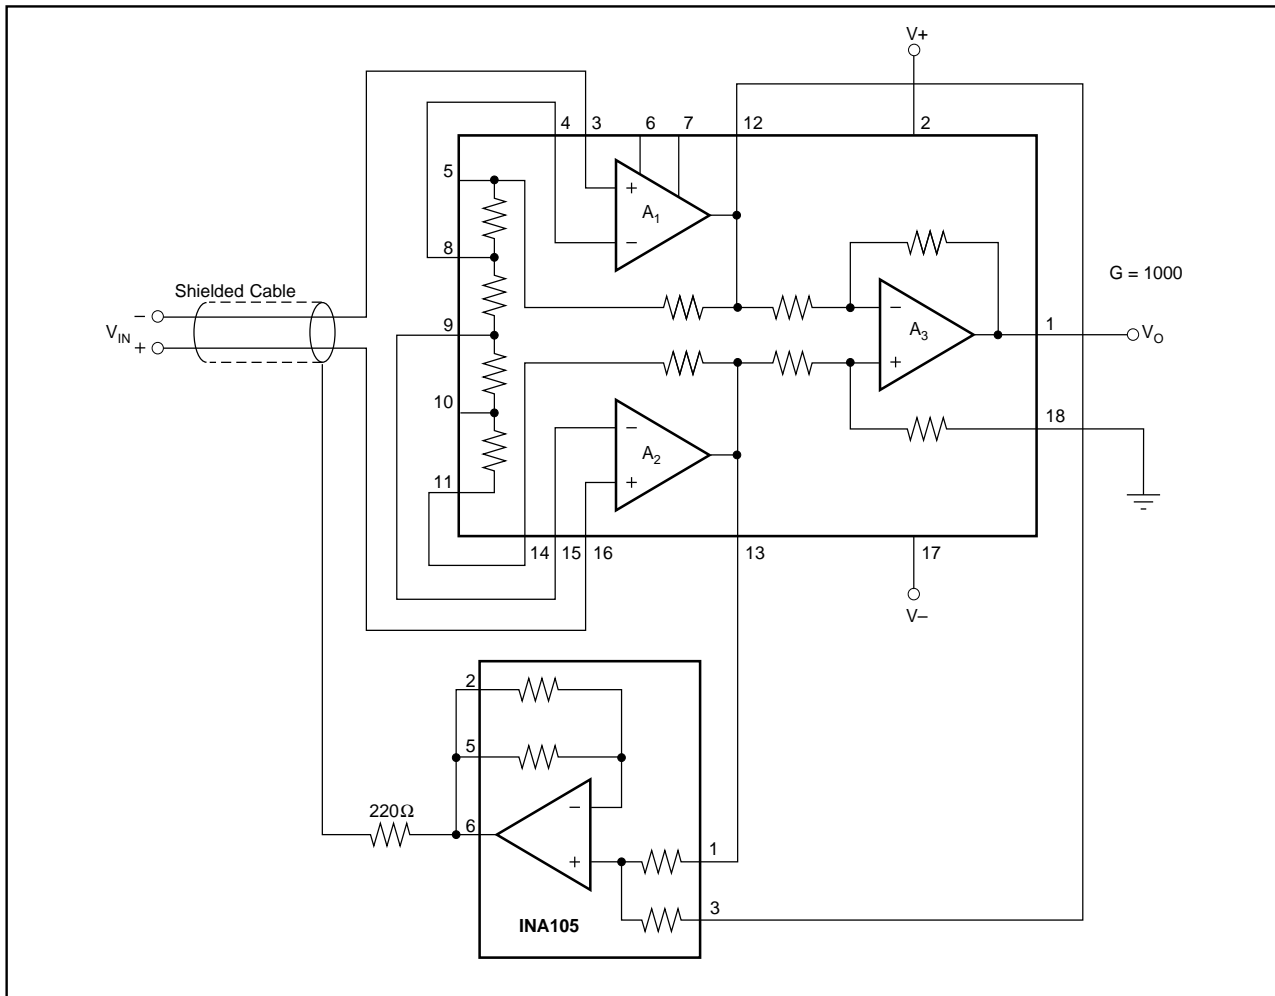 V+
4 3 6 7 12 2
5
A1
8
Shielded Cable
G = 1000
–
VIN
+
9
A3
1
VO
10
18
A2
11
14 15 16 13 17
V–
2
5
220Ω
6
1
3
INA105
+
–
–
+
–
+
–
+